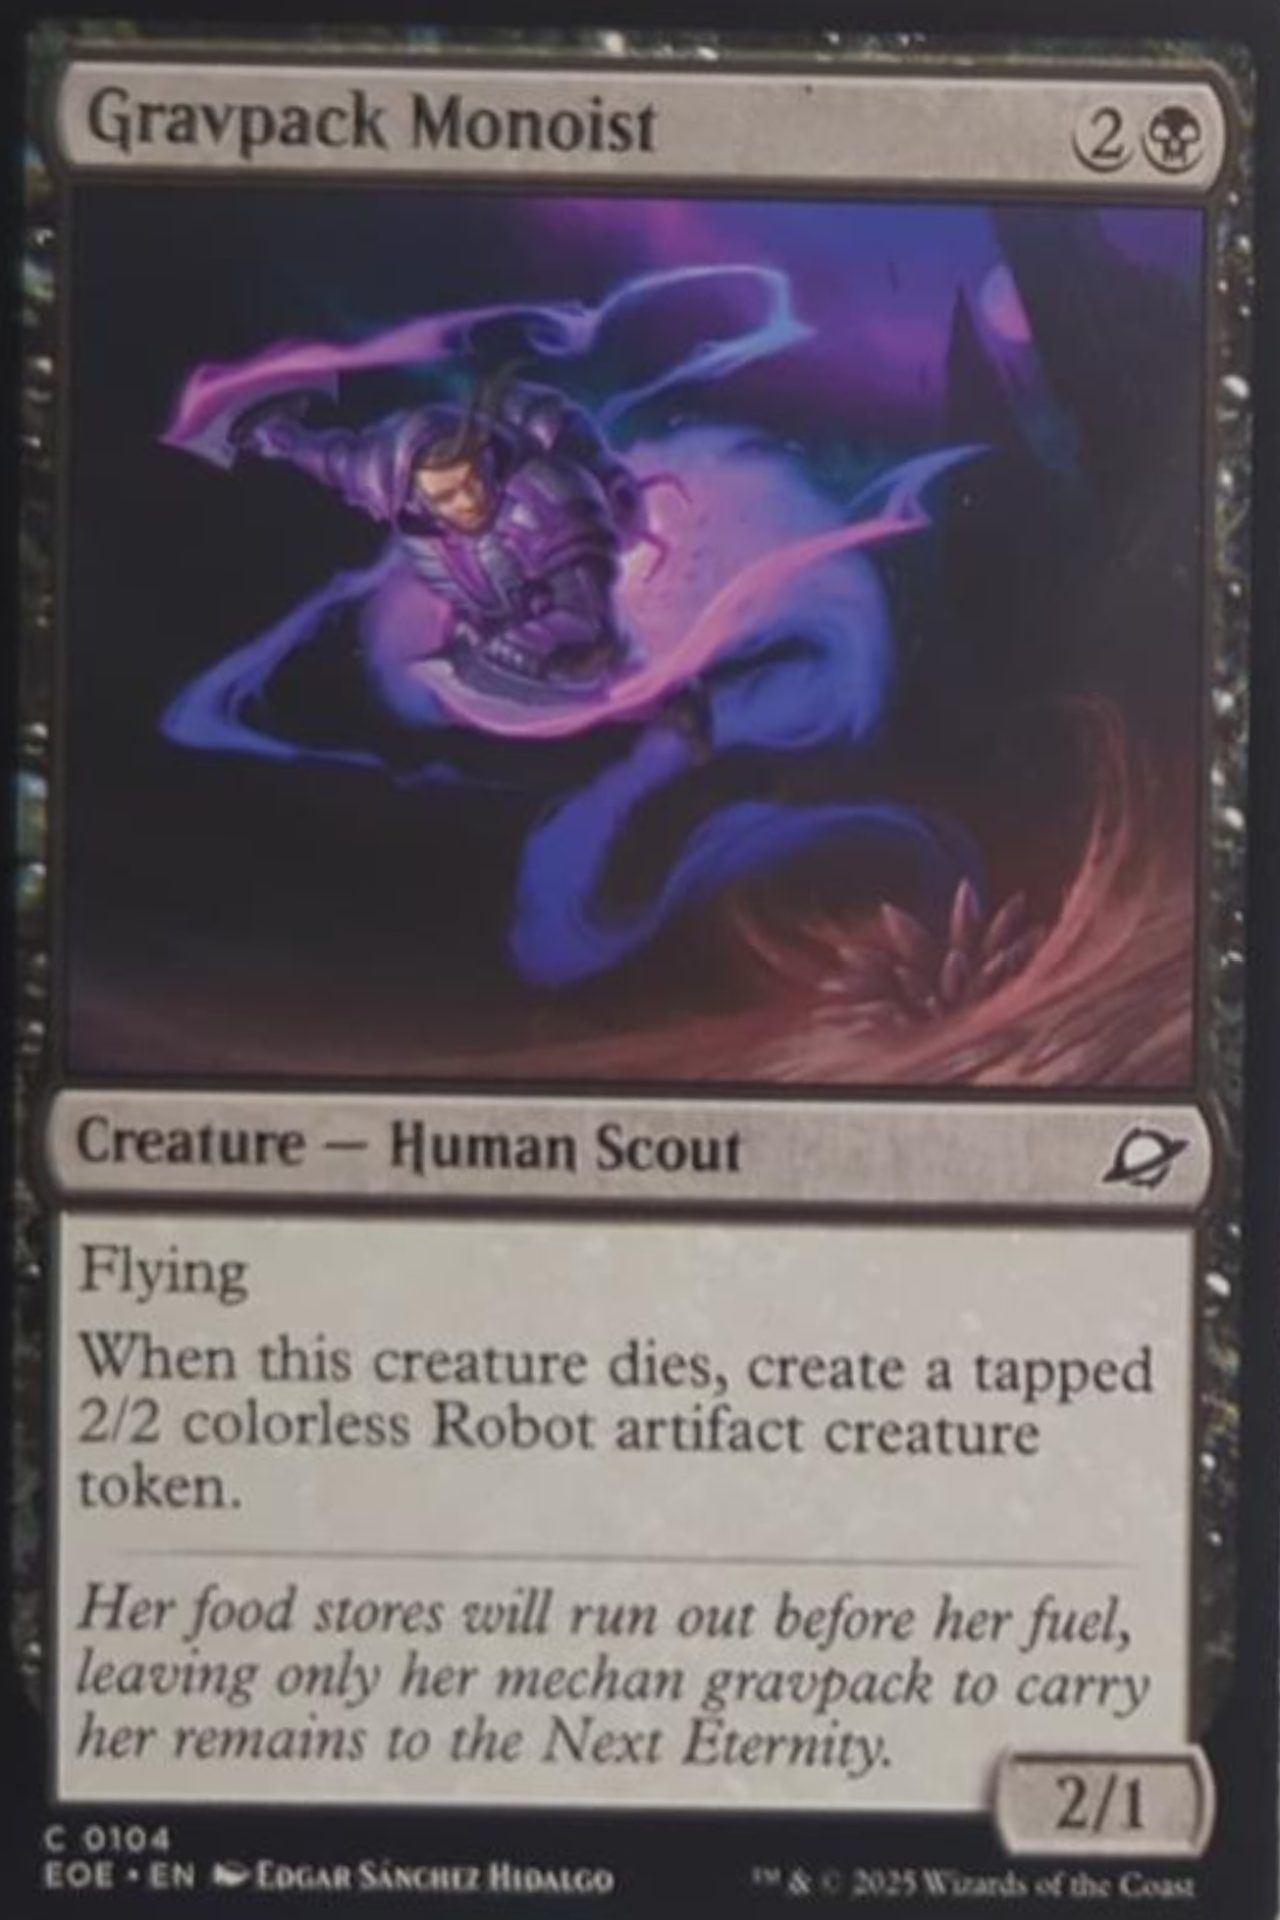 Gravpack Monoist 2
Creature — Human Scout
Flying
When this creature dies, create a tapped
2/2 colorless Robot artifact creature
token.
Her food stores will run out before her fuel,
leaving only her mechan gravpack to carry
her remains to the Next Eternity.
2/1
C 0104
EOE • EN Edgar Sánchez Hidalgo ™ & © 2025 Wizards of the Coast